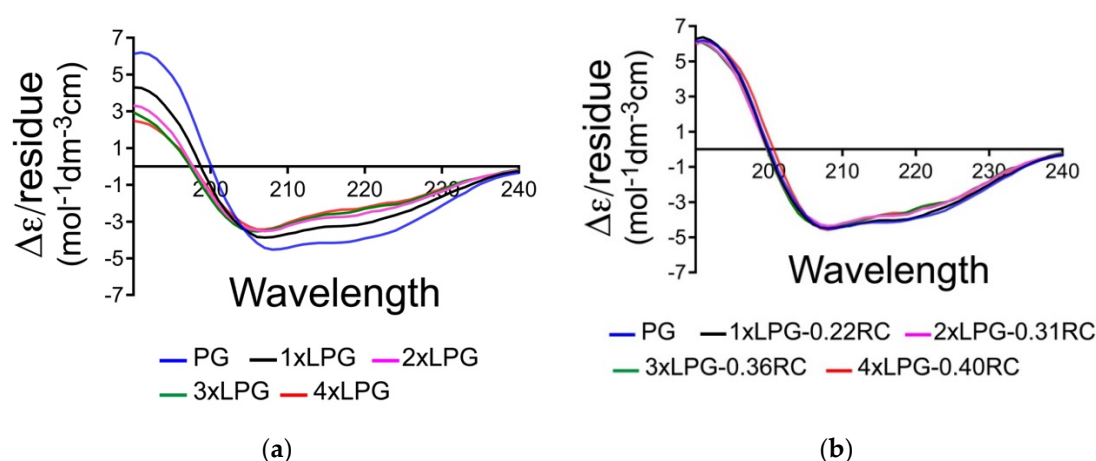 7
5
3
1
-1
-3
-5
-7
Δε/residue
(mol⁻¹dm⁻³cm)
200
210
220
230
240
Wavelength
PG 1xLPG 2xLPG
3xLPG 4xLPG
(a)
7
5
3
1
-1
-3
-5
-7
Δε/residue
(mol⁻¹dm⁻³cm)
200
210
220
230
240
Wavelength
PG 1xLPG-0.22RC 2xLPG-0.31RC
3xLPG-0.36RC 4xLPG-0.40RC
(b)